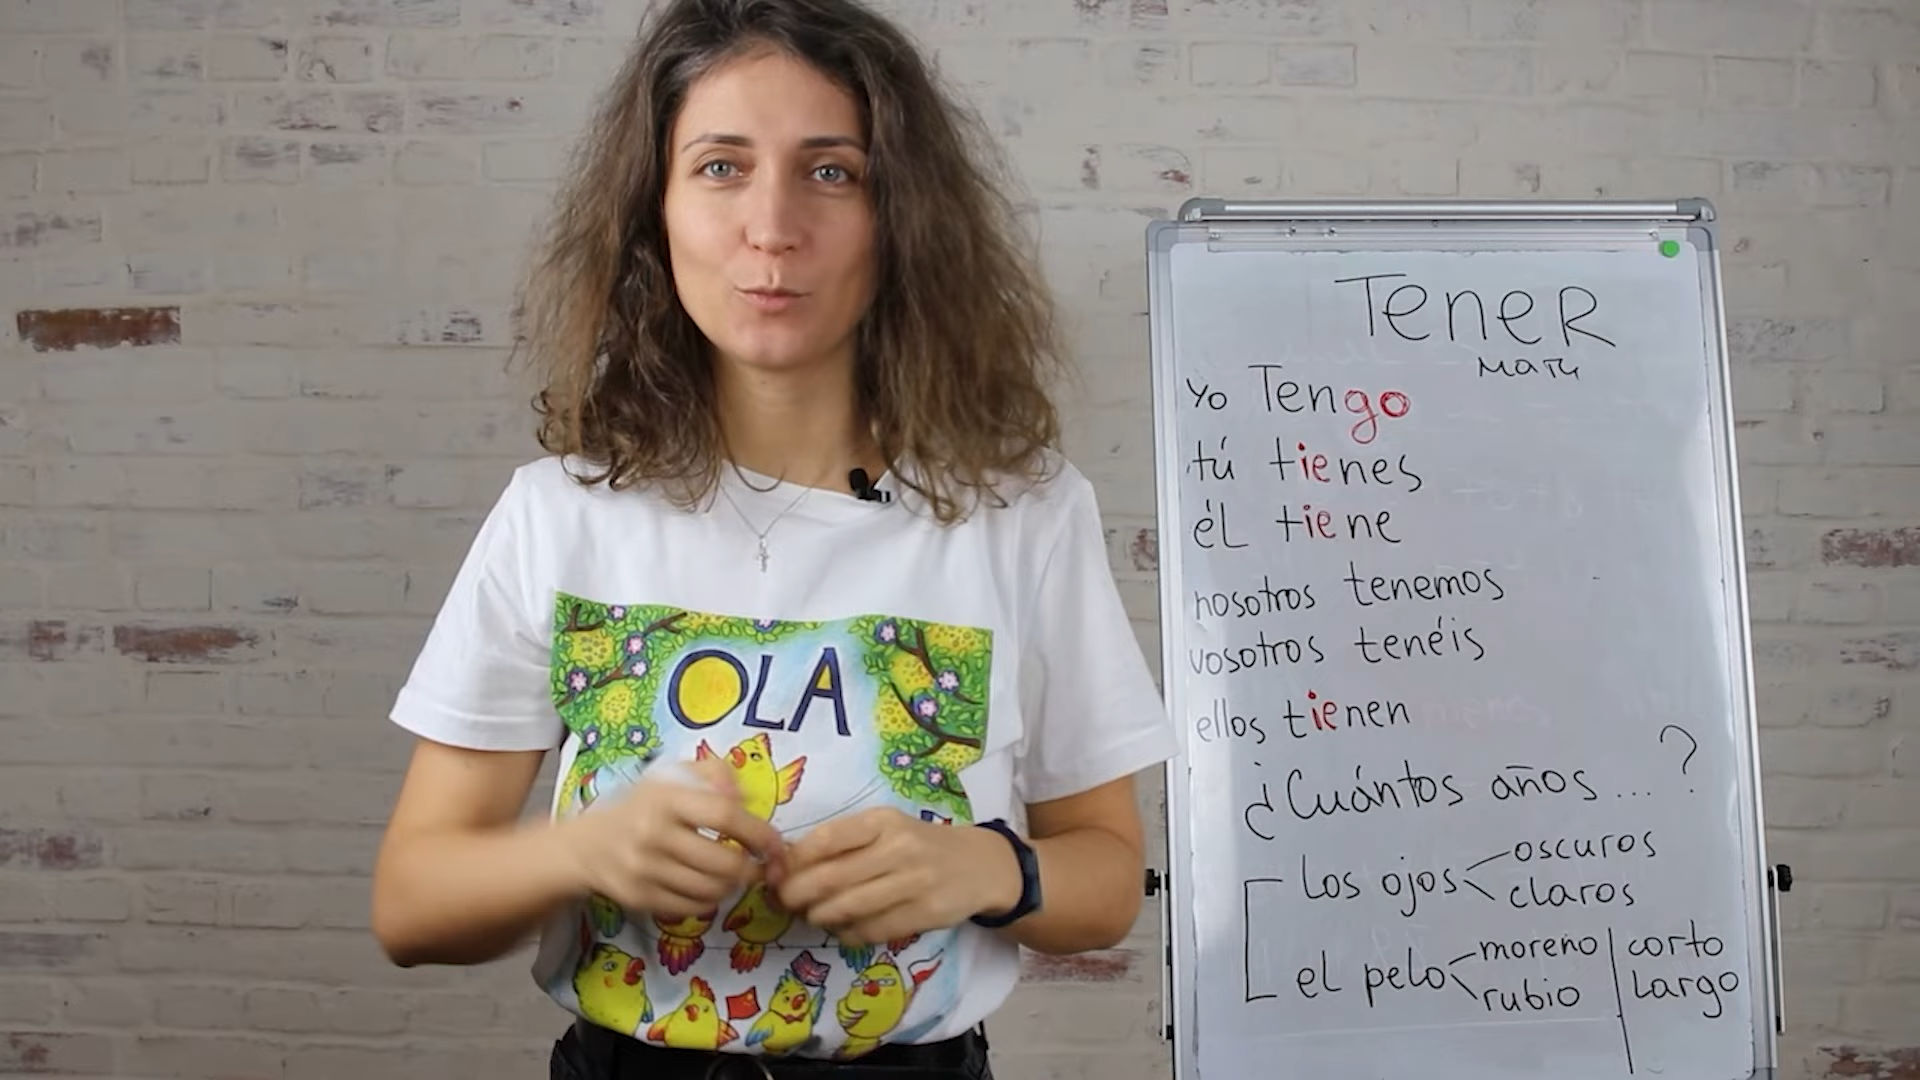 OLA
TeneR
мати
yo Tengo
tú tienes
éL tiene
nosotros tenemos
vosotros tenéis
ellos tienen
¿Cuántos años...?
Los ojos oscuros
claros
el pelo moreno | corto
rubio | Largo